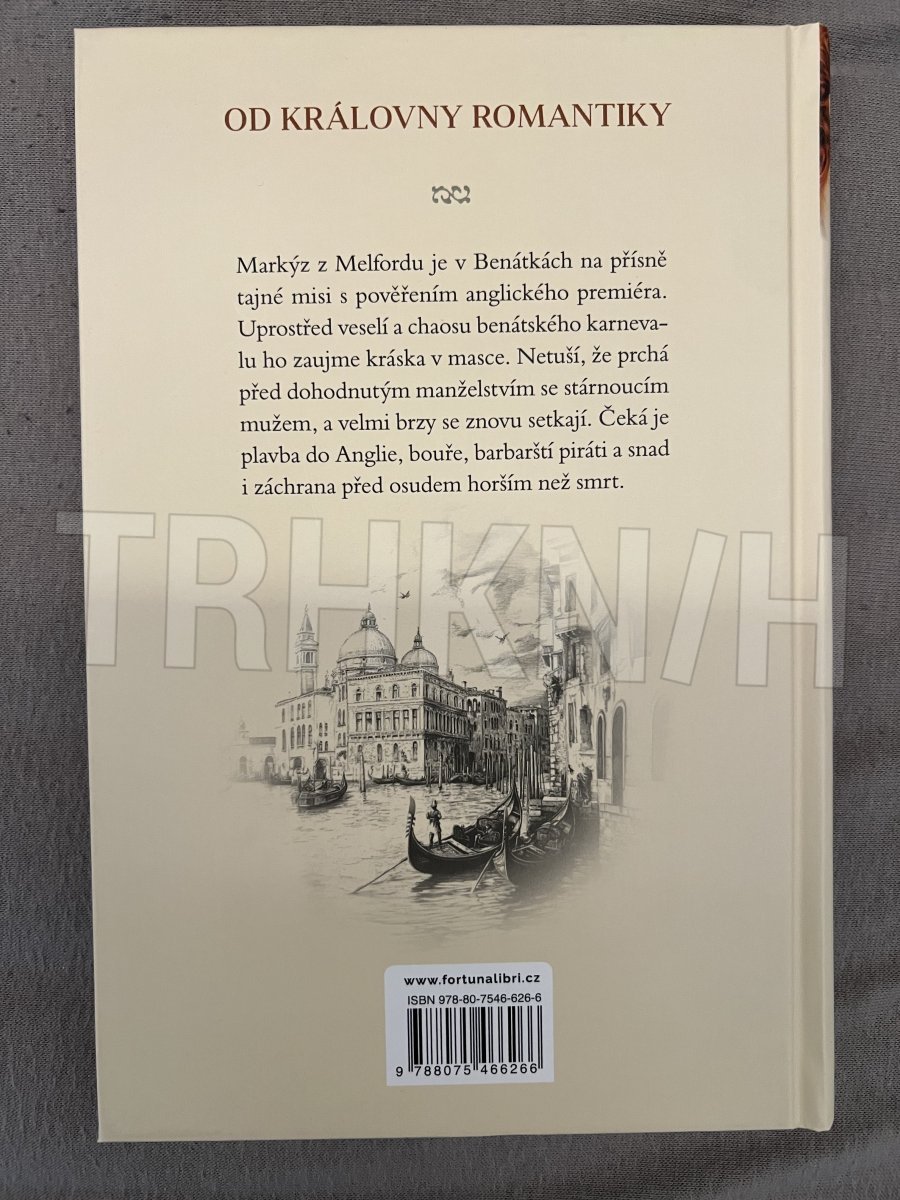 OD KRÁLOVNY ROMANTIKY
Markýz z Melfordu je v Benátkách na přísně
tajné misi s pověřením anglického premiéra.
Uprostřed veselí a chaosu benátského karneva-
lu ho zaujme kráska v masce. Netuší, že prchá
před dohodnutým manželstvím se stárnoucím
mužem, a velmi brzy se znovu setkají. Čeká je
plavba do Anglie, bouře, barbarští piráti a snad
i záchrana před osudem horším než smrt.
TRHKN/H
www.fortunalibri.cz
ISBN 978-80-7546-626-6
9 788075 466266